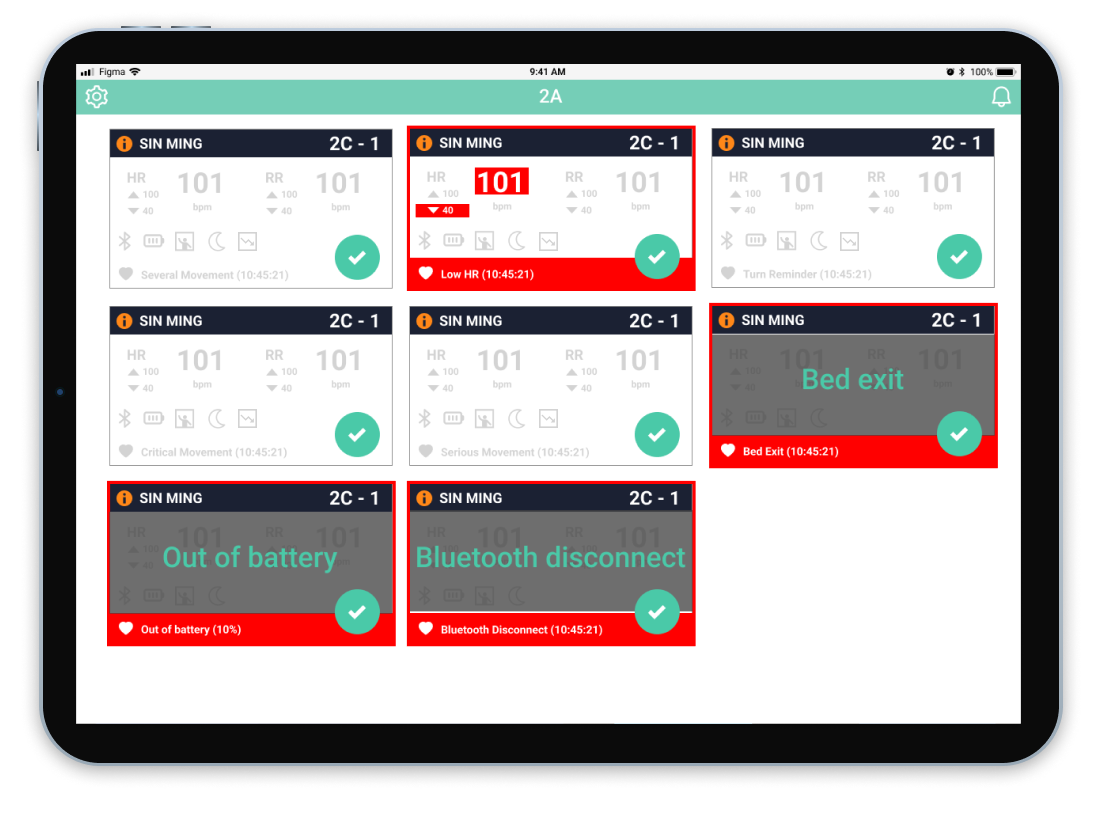 Figma 9:41 AM 100%
2A
SIN MING 2C - 1
HR 101 RR 101
100 100
40 bpm 40 bpm
Several Movement (10:45:21)
SIN MING 2C - 1
HR 101 RR 101
100 100
40 bpm 40 bpm
Low HR (10:45:21)
SIN MING 2C - 1
HR 101 RR 101
100 100
40 bpm 40 bpm
Turn Reminder (10:45:21)
SIN MING 2C - 1
HR 101 RR 101
100 100
40 bpm 40 bpm
Critical Movement (10:45:21)
SIN MING 2C - 1
HR 101 RR 101
100 100
40 bpm 40 bpm
Serious Movement (10:45:21)
SIN MING 2C - 1
HR 101 RR 101
100
40
Bed exit
Bed Exit (10:45:21)
SIN MING 2C - 1
HR 101 RR 101
100
40
Out of battery
Out of battery (10%)
SIN MING 2C - 1
HR 101 RR 101
Bluetooth disconnect
Bluetooth Disconnect (10:45:21)